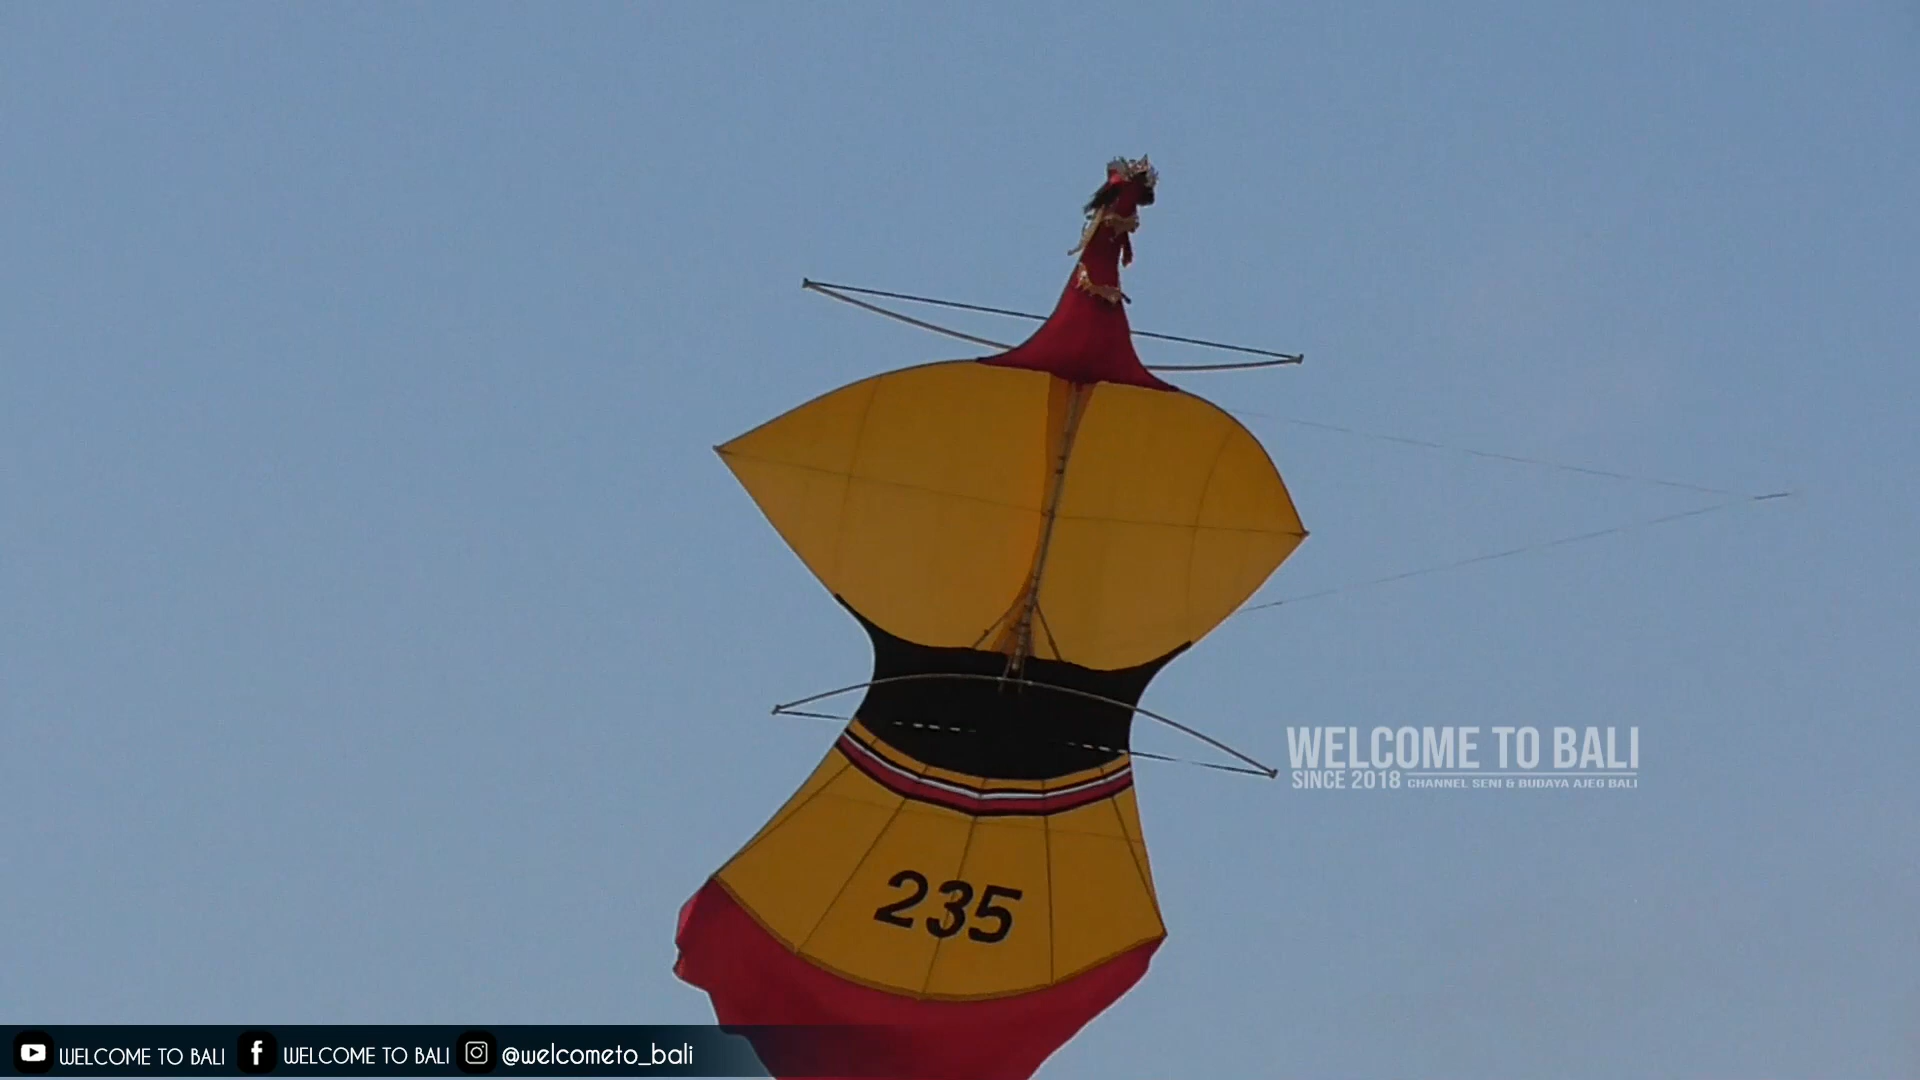 WELCOME TO BALI
SINCE 2018 CHANNEL SENI & BUDAYA AJEG BALI
235
WELCOME TO BALI WELCOME TO BALI @welcometo_bali